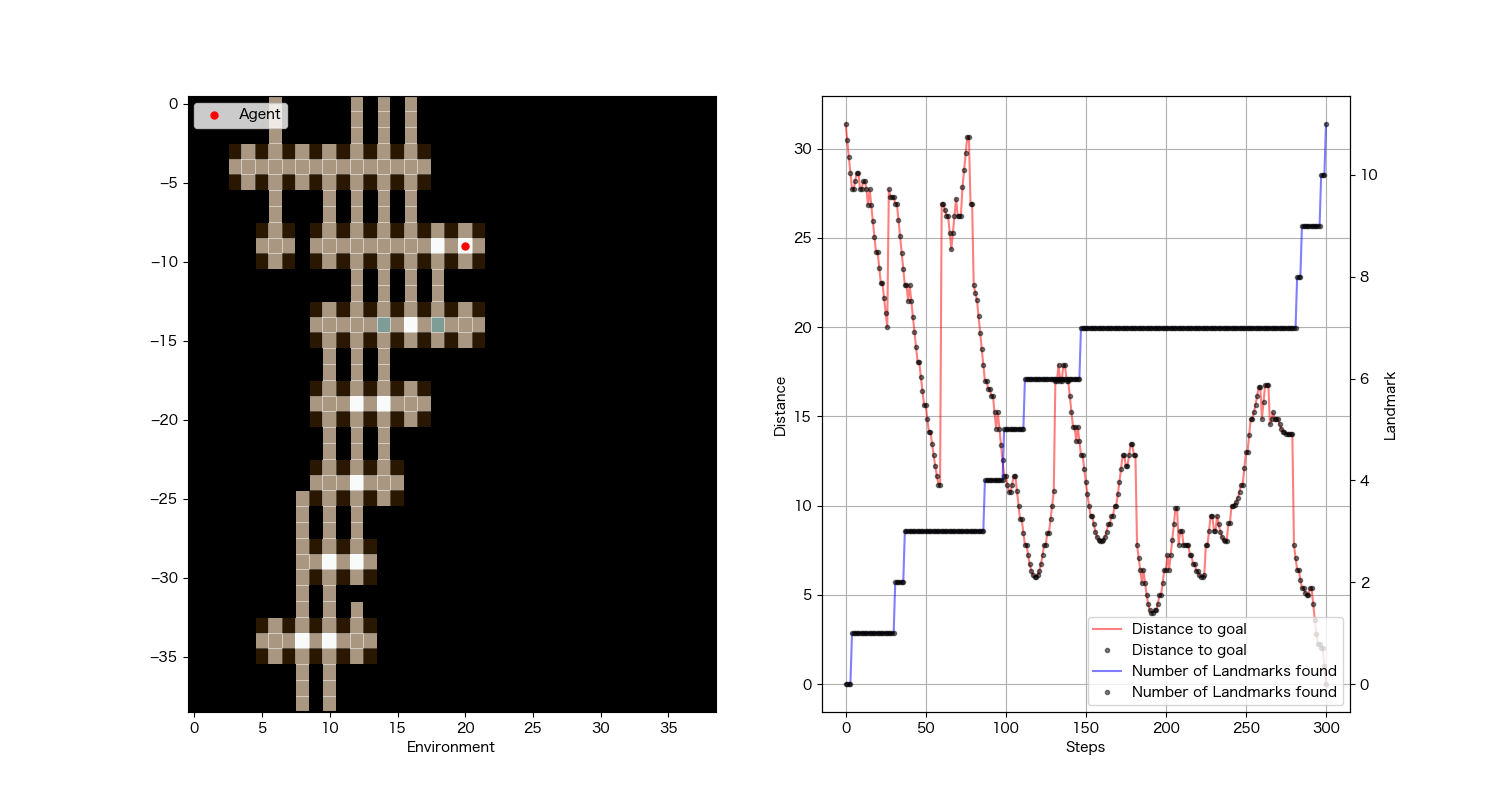 0
−5
−10
−15
−20
−25
−30
−35
0 5 10 15 20 25 30 35
Environment
Agent
30
25
20
15
10
5
0
Distance
0 50 100 150 200 250 300
Steps
10
8
6
4
2
0
Landmark
Distance to goal
Distance to goal
Number of Landmarks found
Number of Landmarks found